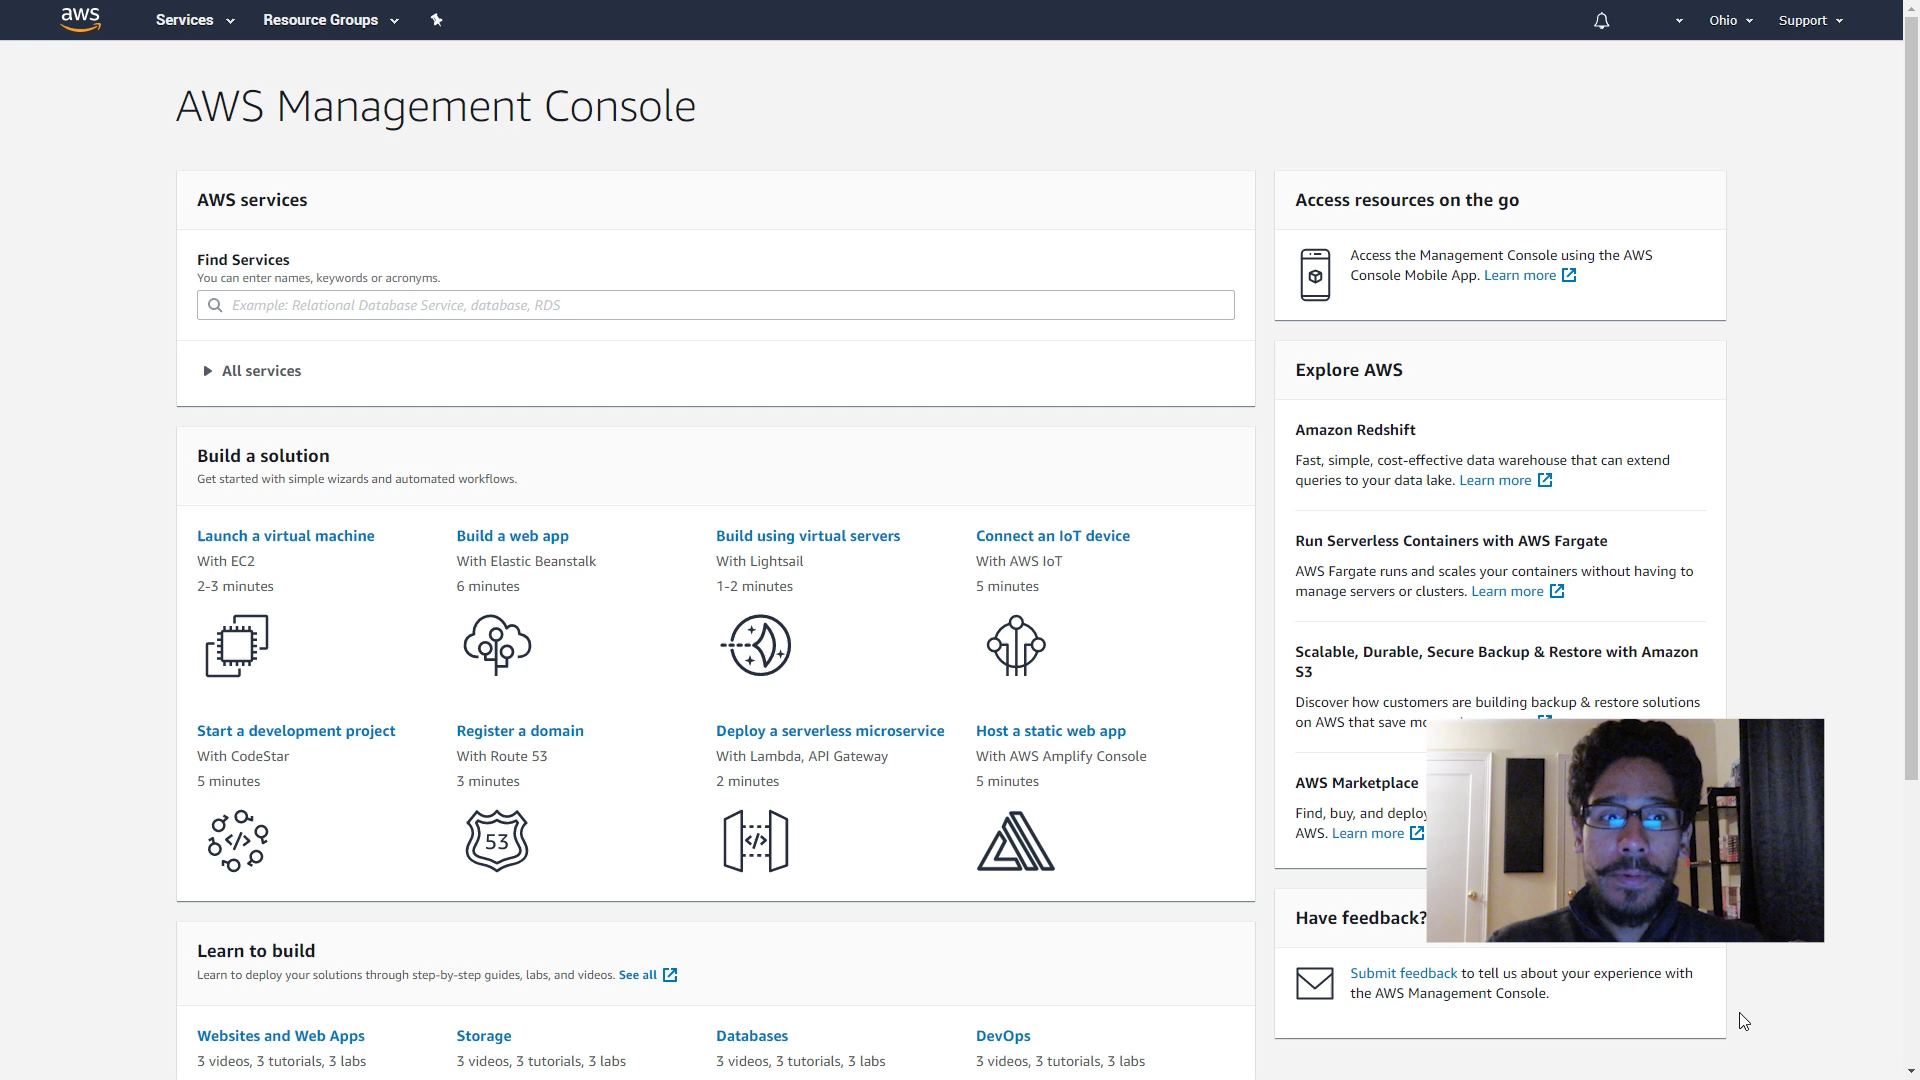 aws
Services
Resource Groups
Ohio
Support
AWS Management Console
AWS services
Find Services
You can enter names, keywords or acronyms.
Example: Relational Database Service, database, RDS
All services
Build a solution
Get started with simple wizards and automated workflows.
Launch a virtual machine
With EC2
2-3 minutes
Build a web app
With Elastic Beanstalk
6 minutes
Build using virtual servers
With Lightsail
1-2 minutes
Connect an IoT device
With AWS IoT
5 minutes
Start a development project
With CodeStar
5 minutes
Register a domain
With Route 53
3 minutes
53
Deploy a serverless microservice
With Lambda, API Gateway
2 minutes
</>
Host a static web app
With AWS Amplify Console
5 minutes
</>
Learn to build
Learn to deploy your solutions through step-by-step guides, labs, and videos. See all
Websites and Web Apps
3 videos, 3 tutorials, 3 labs
Storage
3 videos, 3 tutorials, 3 labs
Databases
3 videos, 3 tutorials, 3 labs
DevOps
3 videos, 3 tutorials, 3 labs
Access resources on the go
Access the Management Console using the AWS
Console Mobile App. Learn more
Explore AWS
Amazon Redshift
Fast, simple, cost-effective data warehouse that can extend
queries to your data lake. Learn more
Run Serverless Containers with AWS Fargate
AWS Fargate runs and scales your containers without having to
manage servers or clusters. Learn more
Scalable, Durable, Secure Backup & Restore with Amazon
S3
Discover how customers are building backup & restore solutions
on AWS that save
AWS Marketplace
Find, buy, and deploy
AWS. Learn more
Have feedback?
Submit feedback to tell us about your experience with
the AWS Management Console.